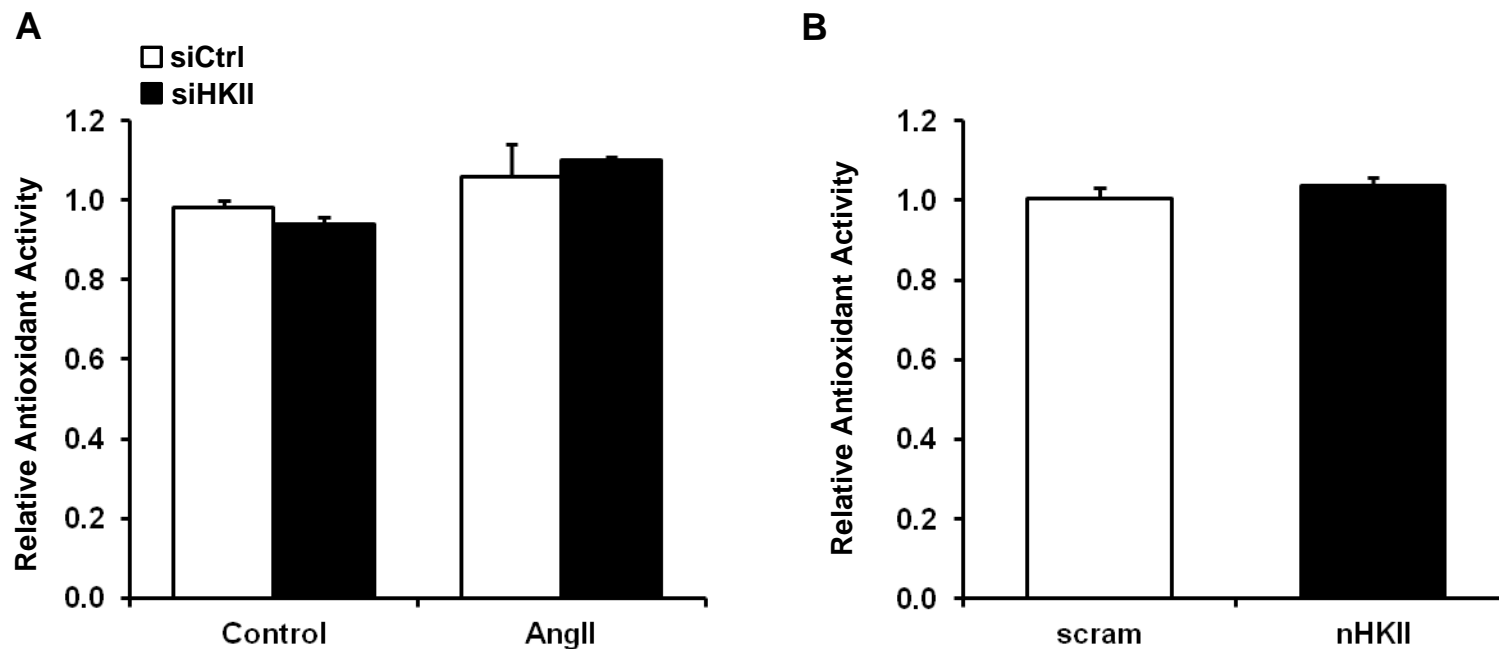 A
siCtrl
siHKII
Relative Antioxidant Activity
1.2
1.0
0.8
0.6
0.4
0.2
0.0
Control
AngII
B
Relative Antioxidant Activity
1.2
1.0
0.8
0.6
0.4
0.2
0.0
scram
nHKII